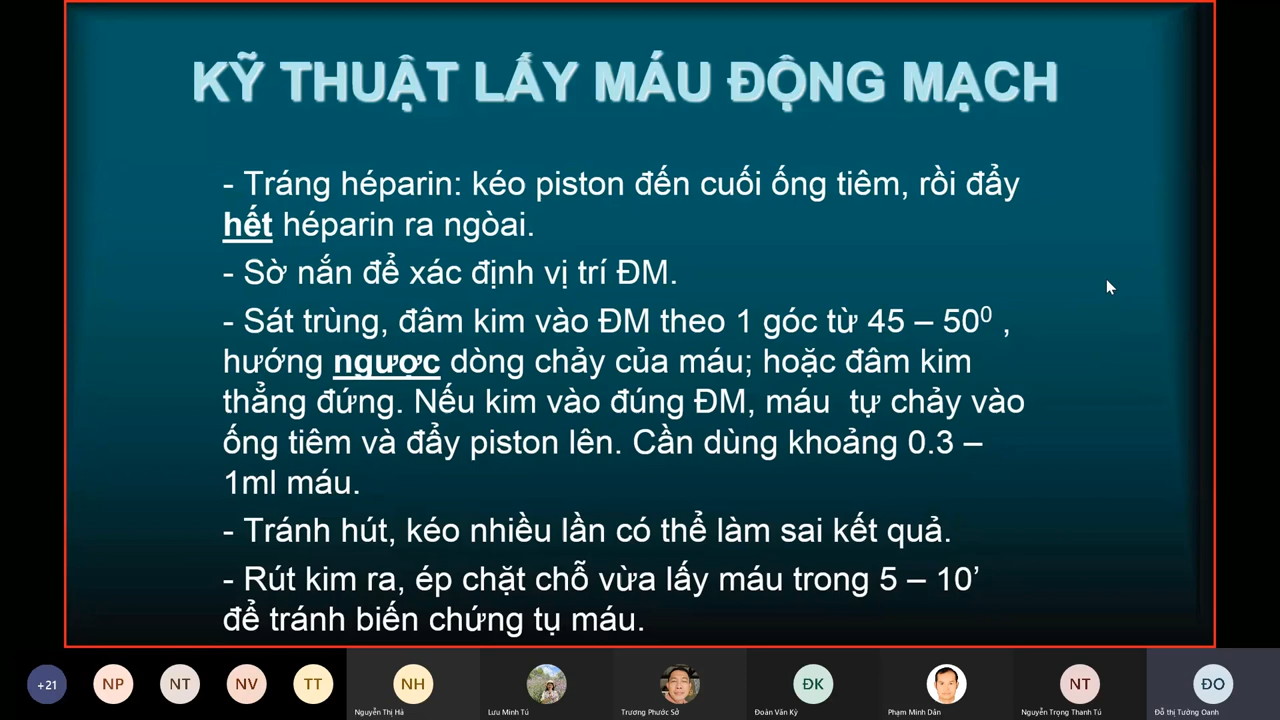 KỸ THUẬT LẤY MÁU ĐỘNG MẠCH
- Tráng héparin: kéo piston đến cuối ống tiêm, rồi đẩy
hết héparin ra ngòai.
- Sờ nắn để xác định vị trí ĐM.
- Sát trùng, đâm kim vào ĐM theo 1 góc từ 45 – 50⁰ ,
hướng ngược dòng chảy của máu; hoặc đâm kim
thẳng đứng. Nếu kim vào đúng ĐM, máu tự chảy vào
ống tiêm và đẩy piston lên. Cần dùng khoảng 0.3 –
1ml máu.
- Tránh hút, kéo nhiều lần có thể làm sai kết quả.
- Rút kim ra, ép chặt chỗ vừa lấy máu trong 5 – 10’
để tránh biến chứng tụ máu.
+21 NP NT NV TT NH ĐK NT ĐO
Nguyễn Thị Hà Lưu Minh Tú Trương Phước Sở Đoàn Văn Kỳ Phạm Minh Dân Nguyễn Trọng Thanh Tú Đỗ thị Tường Oanh